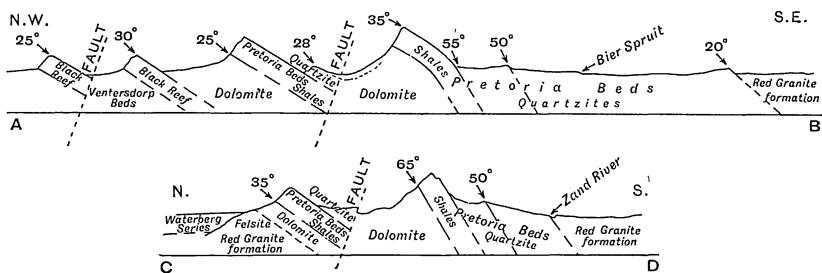 N.W.
S.E.
25°
FAULT
30°
25°
28°
FAULT
35°
55°
50°
Bier Spruit
20°
Black
Reef
Ventersdorp
Beds
Black Reef
Dolomite
Pretoria Beds
Shales
Quartzite
Dolomite
Shales
Pretoria Beds
Quartzites
Red Granite
formation
A
B
N.
S.
35°
Quartzite
FAULT
65°
50°
Zand River
Waterberg
Series
Felsite
Red Granite
formation
Dolomite
Pretoria Beds
Shales
Dolomite
Shales
Pretoria Beds
Quartzite
Red Granite
formation
C
D